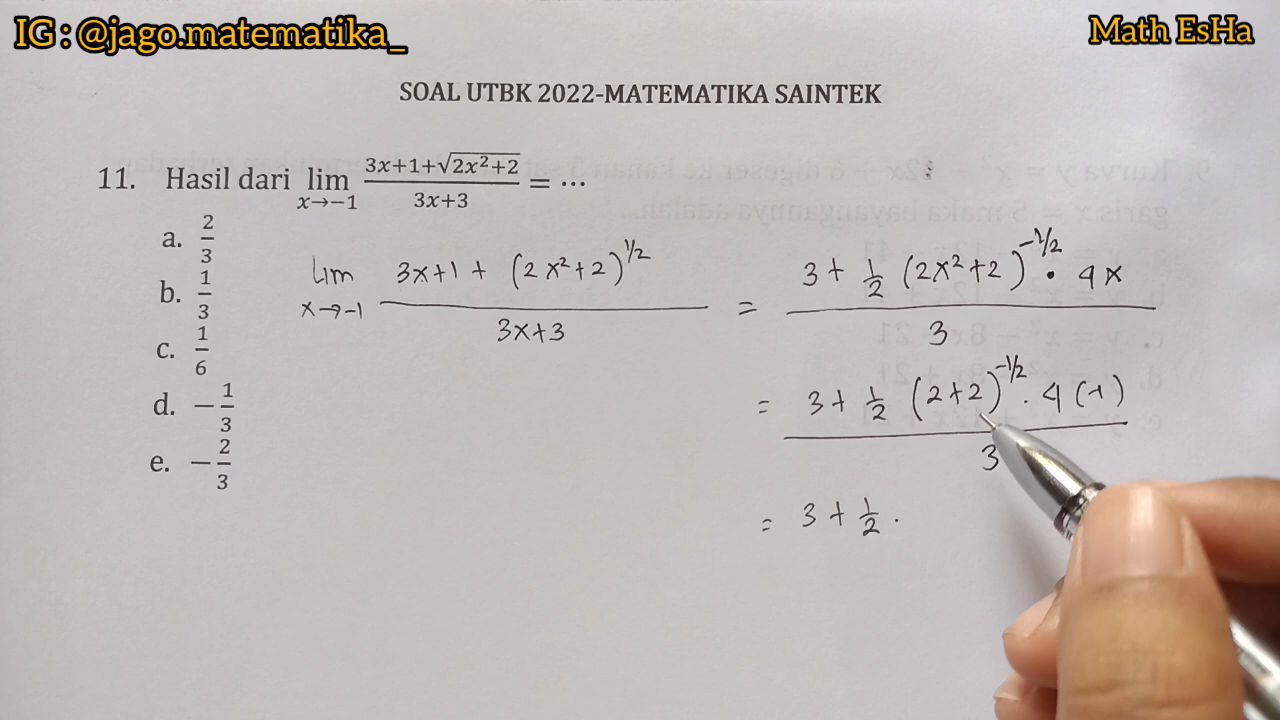 IG : @jago.matematika_
Math EsHa
SOAL UTBK 2022-MATEMATIKA SAINTEK
11. Hasil dari lim x→−1 (3x+1+√(2x²+2))/(3x+3) = ⋯
a. 2/3
b. 1/3
c. 1/6
d. −1/3
e. −2/3
lim x→-1 (3x+1 + (2x²+2)^1/2)/(3x+3) = (3 + 1/2 (2x²+2)^-1/2 • 4x)/3
= (3 + 1/2 (2+2)^-1/2 . 4(-1))/3
= 3 + 1/2 .